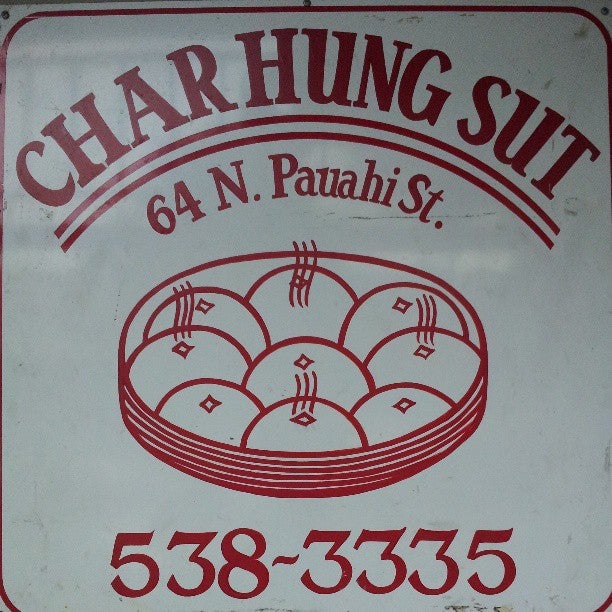 CHAR HUNG SUT
64 N. Pauahi St.
538-3335